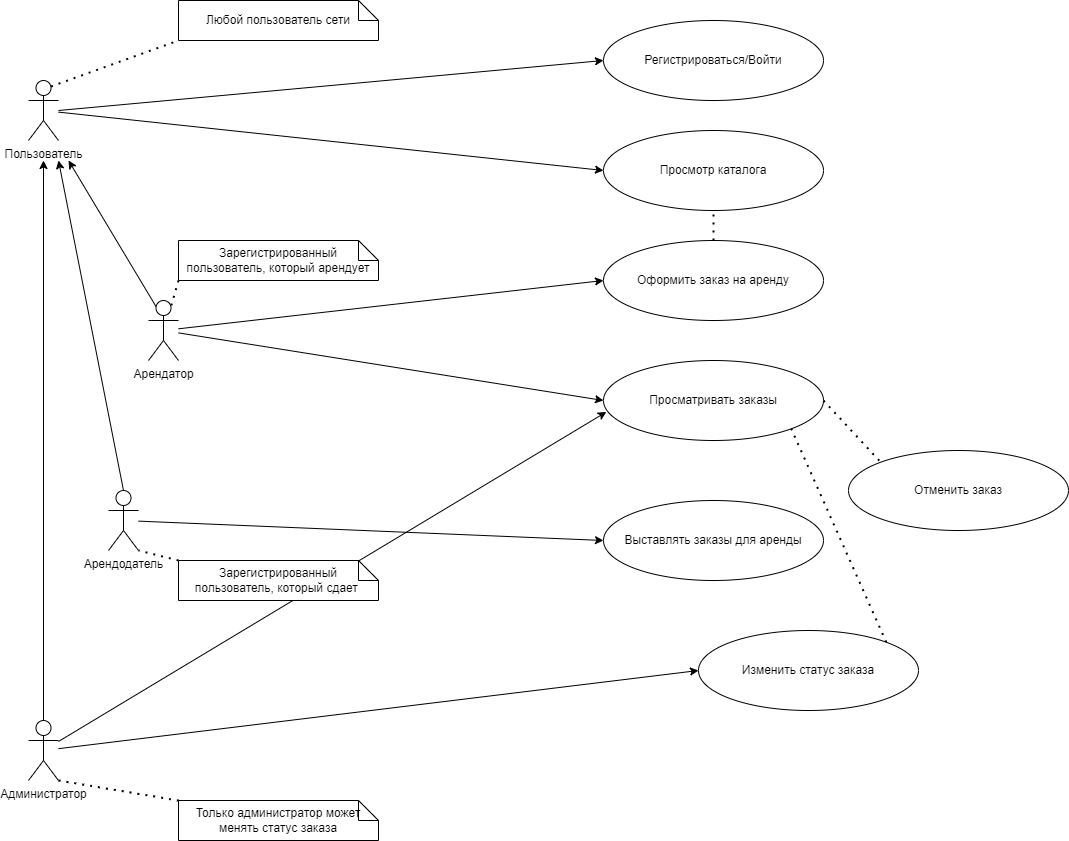 Любой пользователь сети
Регистрироваться/Войти
Пользователь
Просмотр каталога
Зарегистрированный
пользователь, который арендует
Оформить заказ на аренду
Арендатор
Просматривать заказы
Отменить заказ
Выставлять заказы для аренды
Арендодатель
Зарегистрированный
пользователь, который сдает
Изменить статус заказа
Администратор
Только администратор может
менять статус заказа